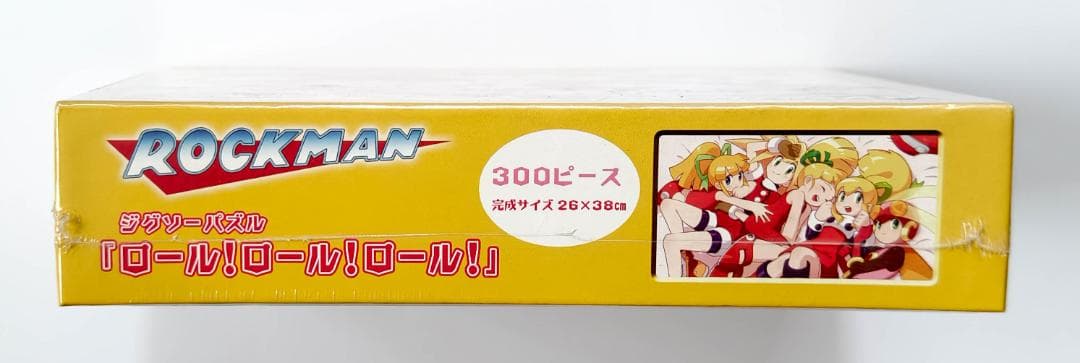 ROCKMAN
ジグソーパズル
『ロール!ロール!ロール!』
300ピース
完成サイズ 26×38cm